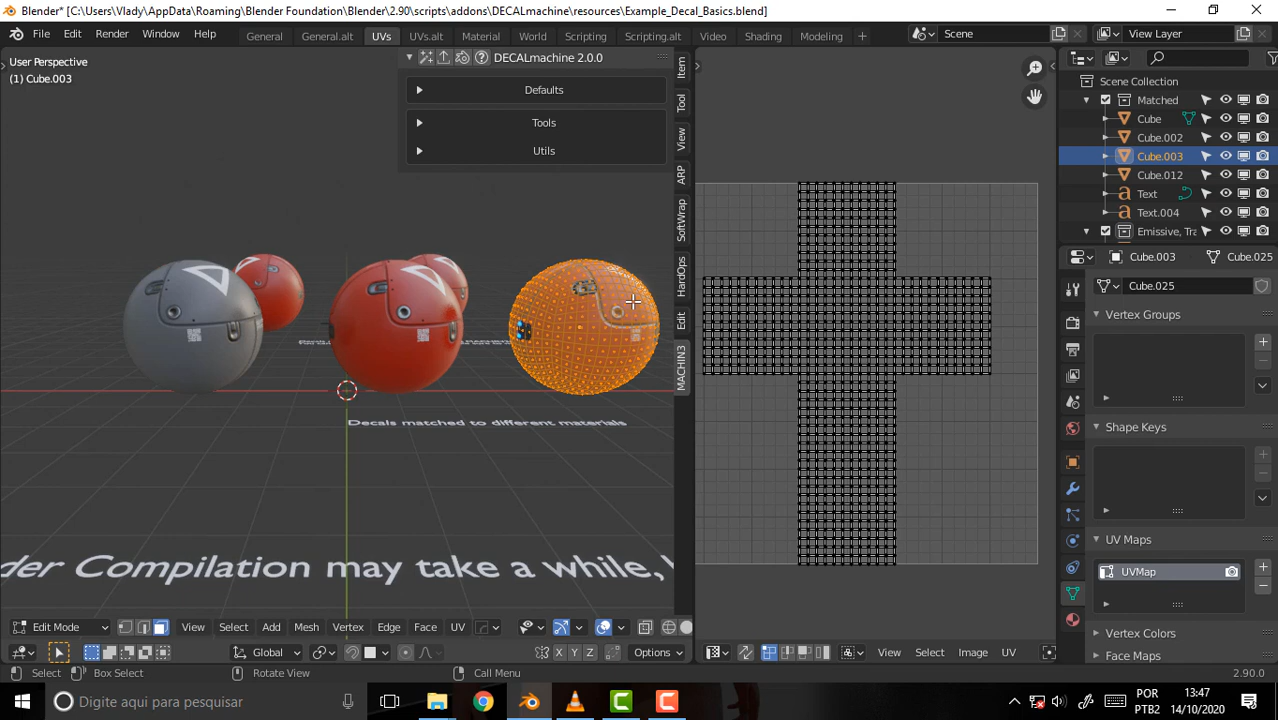 Blender* [C:\Users\Vlady\AppData\Roaming\Blender Foundation\Blender\2.90\scripts\addons\DECALmachine\resources\Example_Decal_Basics.blend]
File Edit Render Window Help General General.alt UVs UVs.alt Material World Scripting Scripting.alt Video Shading Modeling + Scene View Layer
User Perspective
(1) Cube.003
DECALmachine 2.0.0
Defaults
Tools
Utils
Item
Tool
View
ARP
SoftWrap
HardOps
Edit
MACHIN3
Decals matched to different materials
der Compilation may take a while,
Scene Collection
Matched
Cube
Cube.002
Cube.003
Cube.012
Text
Text.004
Emissive, Tra
Cube.003 Cube.025
Cube.025
Vertex Groups
Shape Keys
UV Maps
UVMap
Vertex Colors
Face Maps
Edit Mode View Select Add Mesh Vertex Edge Face UV
Global X Y Z Options
View Select Image UV
Select Box Select Rotate View Call Menu 2.90.0
Digite aqui para pesquisar
POR
PTB2
13:47
14/10/2020